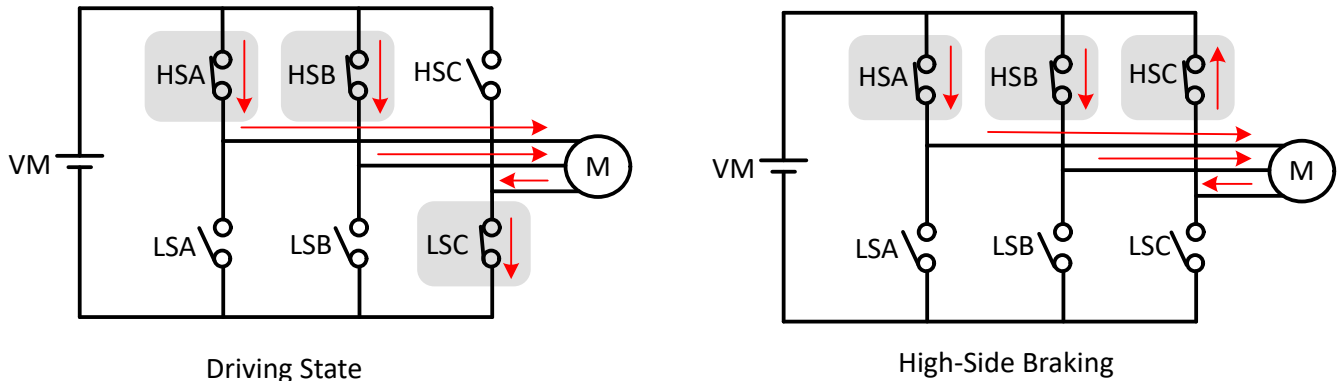 HSA HSB HSC
VM M
LSA LSB LSC
Driving State
HSA HSB HSC
VM M
LSA LSB LSC
High-Side Braking